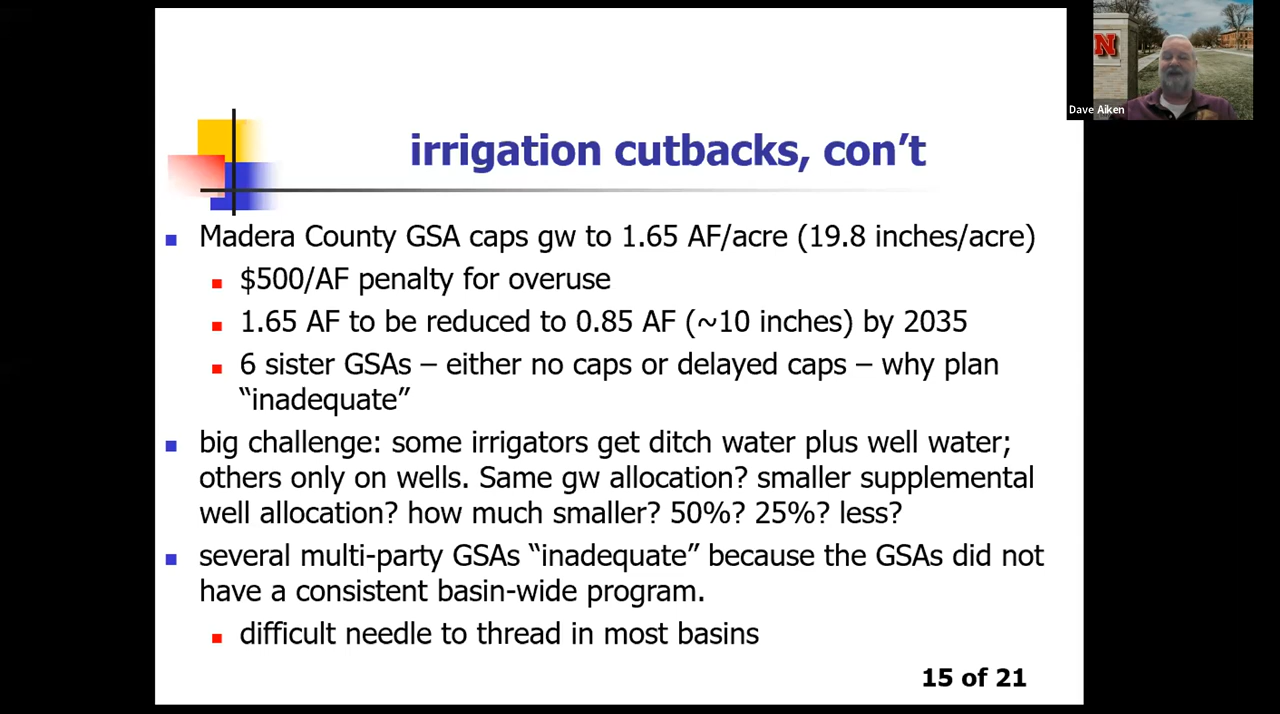 irrigation cutbacks, con’t
Madera County GSA caps gw to 1.65 AF/acre (19.8 inches/acre)
$500/AF penalty for overuse
1.65 AF to be reduced to 0.85 AF (~10 inches) by 2035
6 sister GSAs – either no caps or delayed caps – why plan
“inadequate”
big challenge: some irrigators get ditch water plus well water;
others only on wells. Same gw allocation? smaller supplemental
well allocation? how much smaller? 50%? 25%? less?
several multi-party GSAs “inadequate” because the GSAs did not
have a consistent basin-wide program.
difficult needle to thread in most basins
15 of 21
N
Dave Aiken